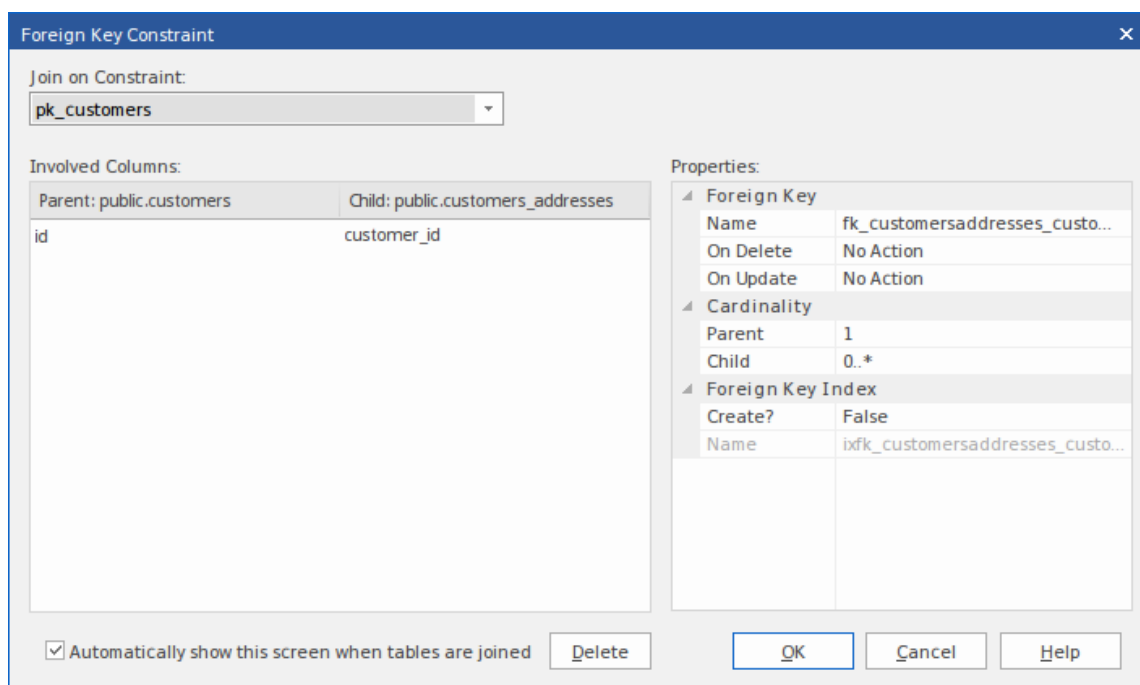 Foreign Key Constraint
Join on Constraint:
pk_customers
Involved Columns:
Parent: public.customers
Child: public.customers_addresses
id
customer_id
Properties:
Foreign Key
Name
fk_customersaddresses_custo...
On Delete
No Action
On Update
No Action
Cardinality
Parent
1
Child
0..*
Foreign Key Index
Create?
False
Name
ixfk_customersaddresses_custo...
Automatically show this screen when tables are joined
Delete
OK
Cancel
Help